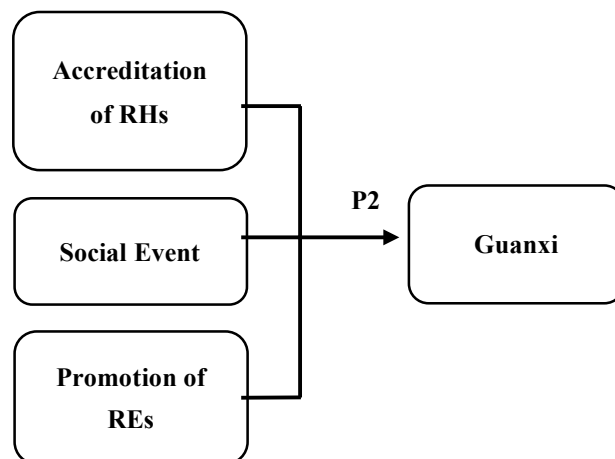 Accreditation
of RHs
P2
Social Event
Guanxi
Promotion of
REs